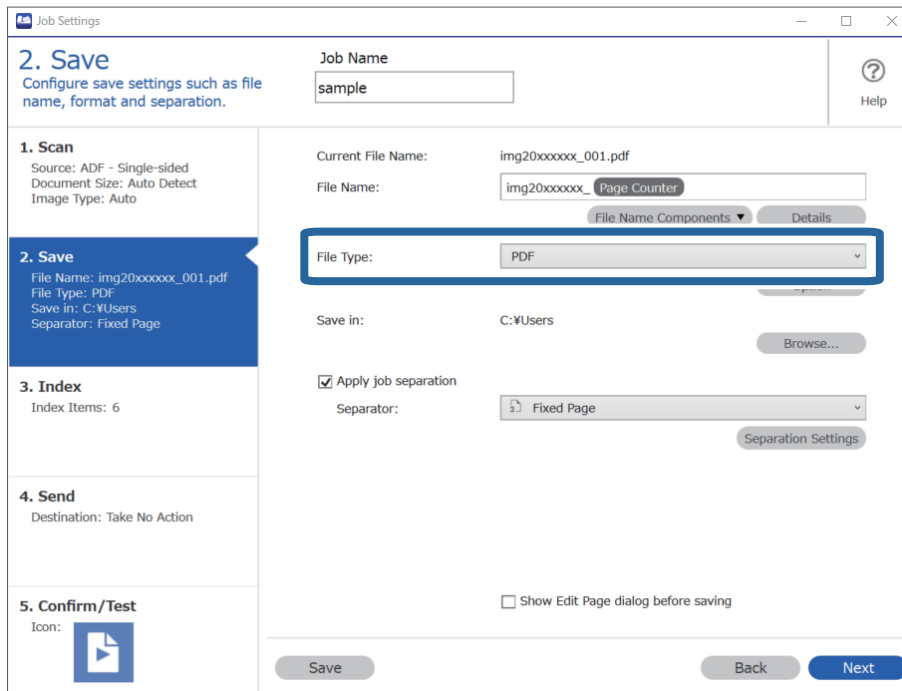 Job Settings
2. Save
Configure save settings such as file
name, format and separation.
Job Name
sample
?
Help
1. Scan
Source: ADF - Single-sided
Document Size: Auto Detect
Image Type: Auto
2. Save
File Name: img20xxxxxx_001.pdf
File Type: PDF
Save in: C:¥Users
Separator: Fixed Page
3. Index
Index Items: 6
4. Send
Destination: Take No Action
5. Confirm/Test
Icon:
Current File Name: img20xxxxxx_001.pdf
File Name: img20xxxxxx_ Page Counter
File Name Components ▼ Details
File Type: PDF
Save in: C:¥Users
Browse...
Apply job separation
Separator: Fixed Page
Separation Settings
Show Edit Page dialog before saving
Save Back Next